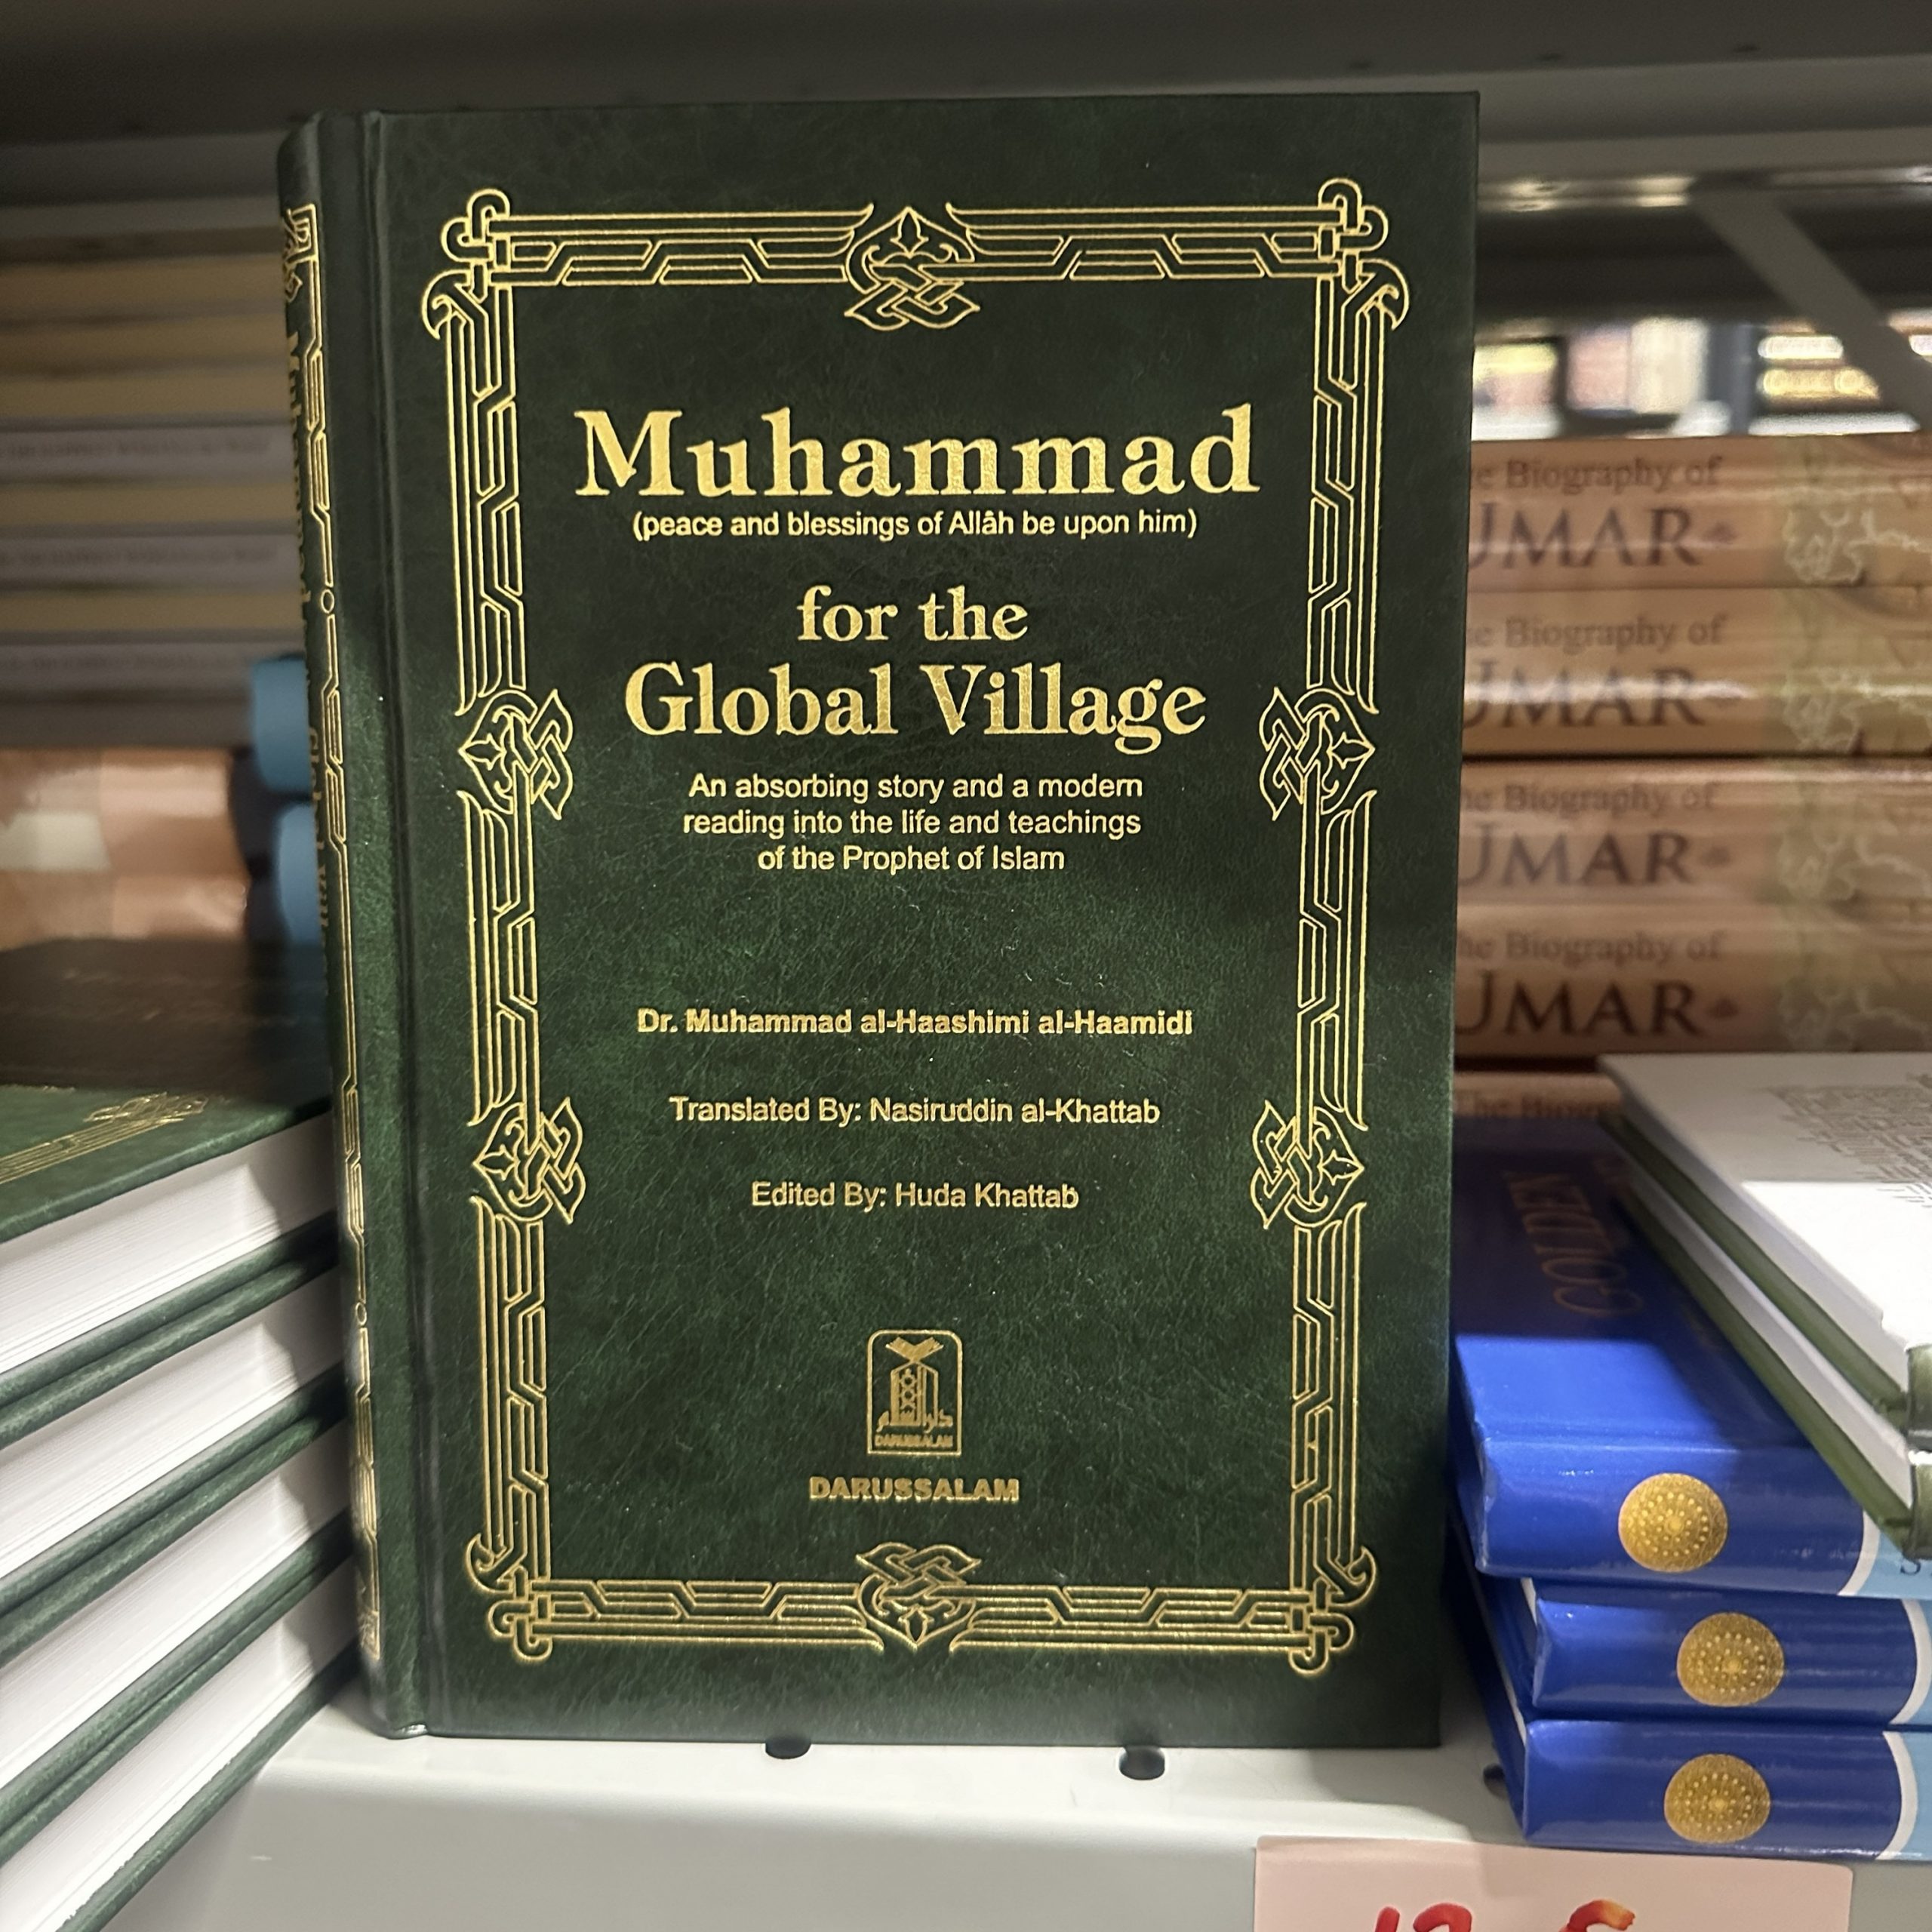 Muhammad
(peace and blessings of Allâh be upon him)
for the
Global Village
An absorbing story and a modern
reading into the life and teachings
of the Prophet of Islam
Dr. Muhammad al-Haashimi al-Haamidi
Translated By: Nasiruddin al-Khattab
Edited By: Huda Khattab
دارالسلام
DARUSSALAM
DARUSSALAM
Biography of
UMAR
Biography of
UMAR
Biography of
UMAR
Biography of
UMAR
GOLDEN